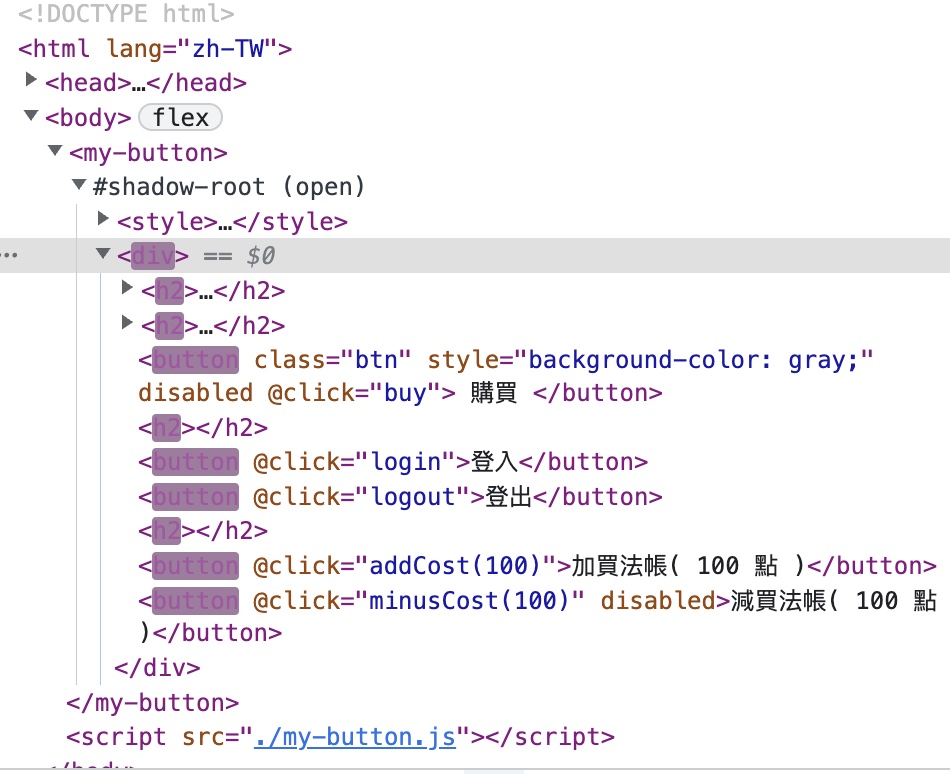 <!DOCTYPE html>
<html lang="zh-TW">
<head>…</head>
<body> flex
<my-button>
#shadow-root (open)
<style>…</style>
<div> == $0
<h2>…</h2>
<h2>…</h2>
<button class="btn" style="background-color: gray;"
disabled @click="buy"> 購買 </button>
<h2></h2>
<button @click="login">登入</button>
<button @click="logout">登出</button>
<h2></h2>
<button @click="addCost(100)">加買法帳( 100 點 )</button>
<button @click="minusCost(100)" disabled>減買法帳( 100 點
)</button>
</div>
</my-button>
<script src="./my-button.js"></script>
</body>